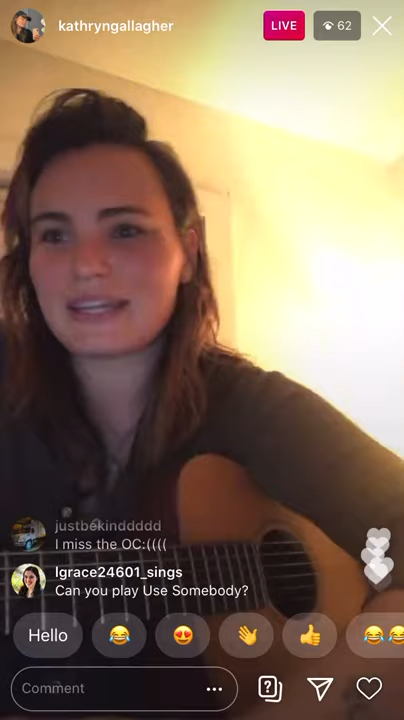 kathryngallagher
LIVE
62
justbekinddddd
I miss the OC:((((
lgrace24601_sings
Can you play Use Somebody?
Hello
Comment